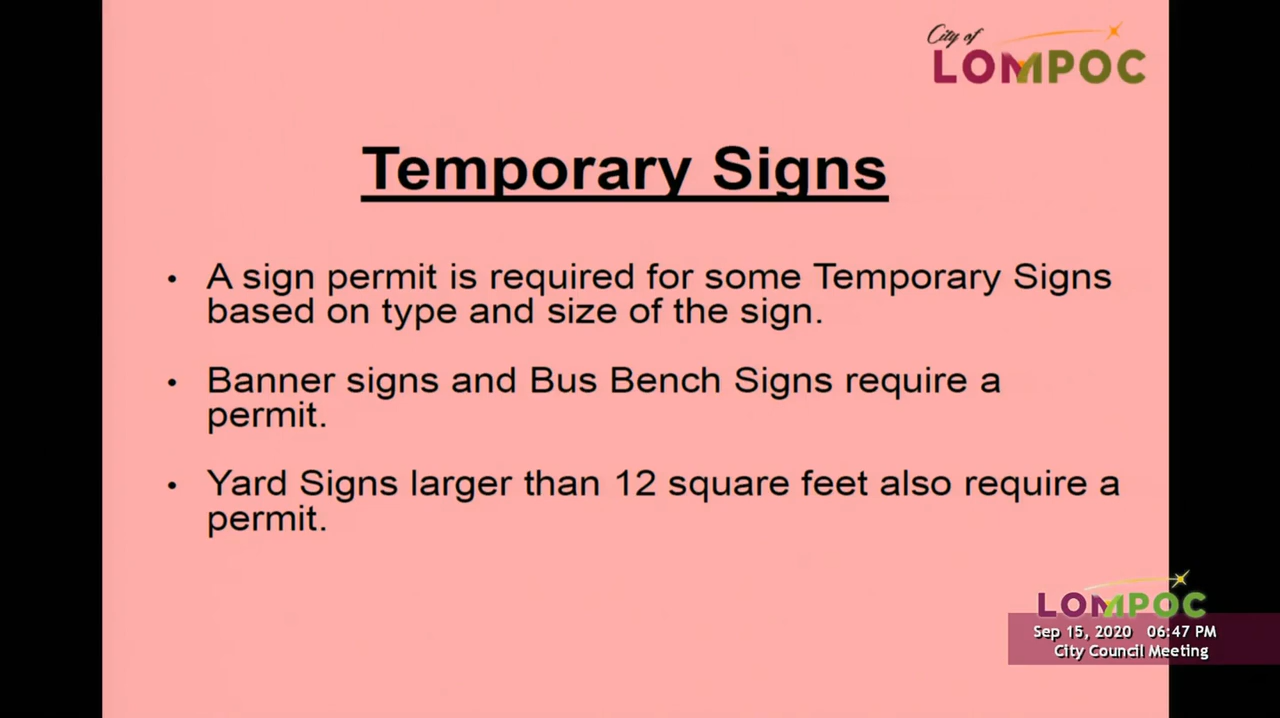 City of
LOMPOC
Temporary Signs
• A sign permit is required for some Temporary Signs
based on type and size of the sign.
• Banner signs and Bus Bench Signs require a
permit.
• Yard Signs larger than 12 square feet also require a
permit.
LOMPOC
Sep 15, 2020 06:47 PM
City Council Meeting